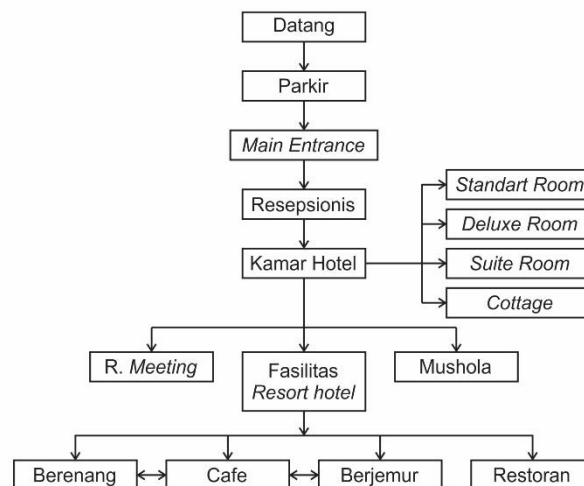 Datang
Parkir
Main Entrance
Resepsionis
Standart Room
Deluxe Room
Kamar Hotel
Suite Room
Cottage
R. Meeting
Fasilitas
Resort hotel
Mushola
Berenang
Cafe
Berjemur
Restoran